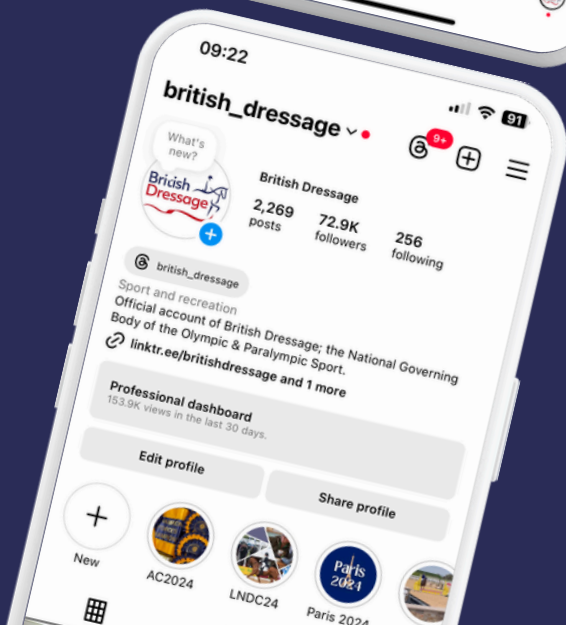 09:22
91
british_dressage
9+
What's
new?
British
Dressage
British Dressage
2,269
posts
72.9K
followers
256
following
british_dressage
Sport and recreation
Official account of British Dressage; the National Governing
Body of the Olympic & Paralympic Sport.
linktr.ee/britishdressage and 1 more
Professional dashboard
153.9K views in the last 30 days.
Edit profile
Share profile
Paris
2024
New
AC2024
LNDC24
Paris 2024